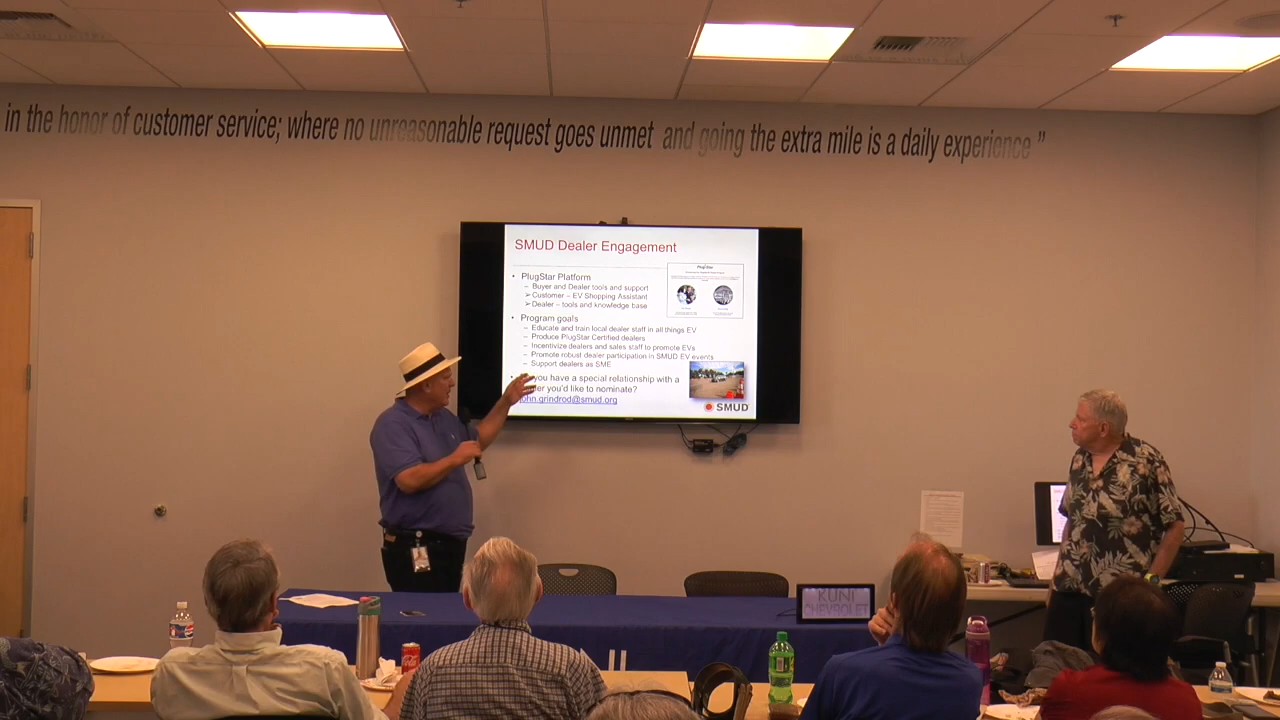 in the honor of customer service; where no unreasonable request goes unmet and going the extra mile is a daily experience ”
SMUD Dealer Engagement
• PlugStar Platform
– Buyer and Dealer tools and support
➢ Customer – EV Shopping Assistant
➢ Dealer – tools and knowledge base
PlugStar
• Program goals
– Educate and train local dealer staff in all things EV
– Produce PlugStar Certified dealers
– Incentivize dealers and sales staff to promote EVs
– Promote robust dealer participation in SMUD EV events
– Support dealers as SME
you have a special relationship with a
you'd like to nominate?
john.grindrod@smud.org
SMUD
KUNI
CHEVROLET